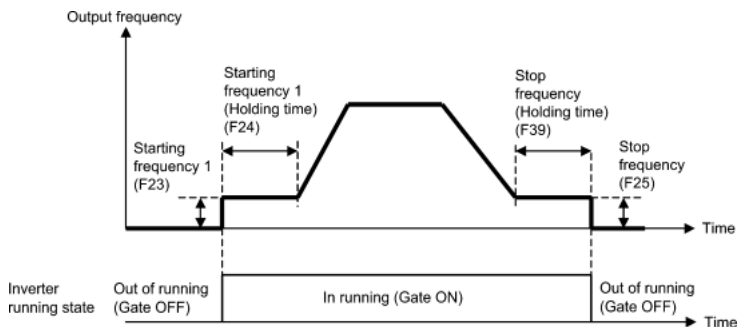 Output frequency
Starting
frequency 1
(Holding time)
(F24)
Stop
frequency
(Holding time)
(F39)
Starting
frequency 1
(F23)
Stop
frequency
(F25)
Time
Inverter
running state
Out of running
(Gate OFF)
In running (Gate ON)
Out of running
(Gate OFF)
Time